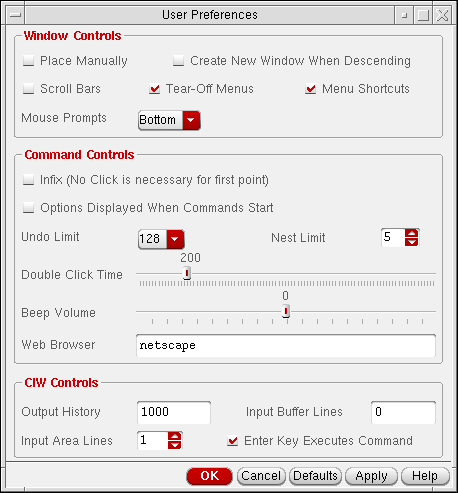 User Preferences
Window Controls
Place Manually Create New Window When Descending
Scroll Bars Tear-Off Menus Menu Shortcuts
Mouse Prompts Bottom
Command Controls
Infix (No Click is necessary for first point)
Options Displayed When Commands Start
Undo Limit 128 Nest Limit 5
200
Double Click Time
0
Beep Volume
Web Browser netscape
CIW Controls
Output History 1000 Input Buffer Lines 0
Input Area Lines 1 Enter Key Executes Command
OK Cancel Defaults Apply Help